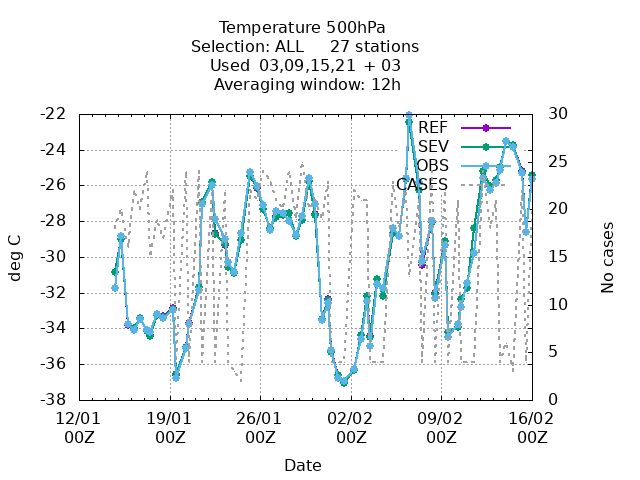 Temperature 500hPa
Selection: ALL 27 stations
Used 03,09,15,21 + 03
Averaging window: 12h
-22
-24
-26
-28
-30
-32
-34
-36
-38
deg C
30
25
20
15
10
5
0
No cases
REF
SEV
OBS
CASES
12/01 19/01 26/01 02/02 09/02 16/02
00Z 00Z 00Z 00Z 00Z 00Z
Date